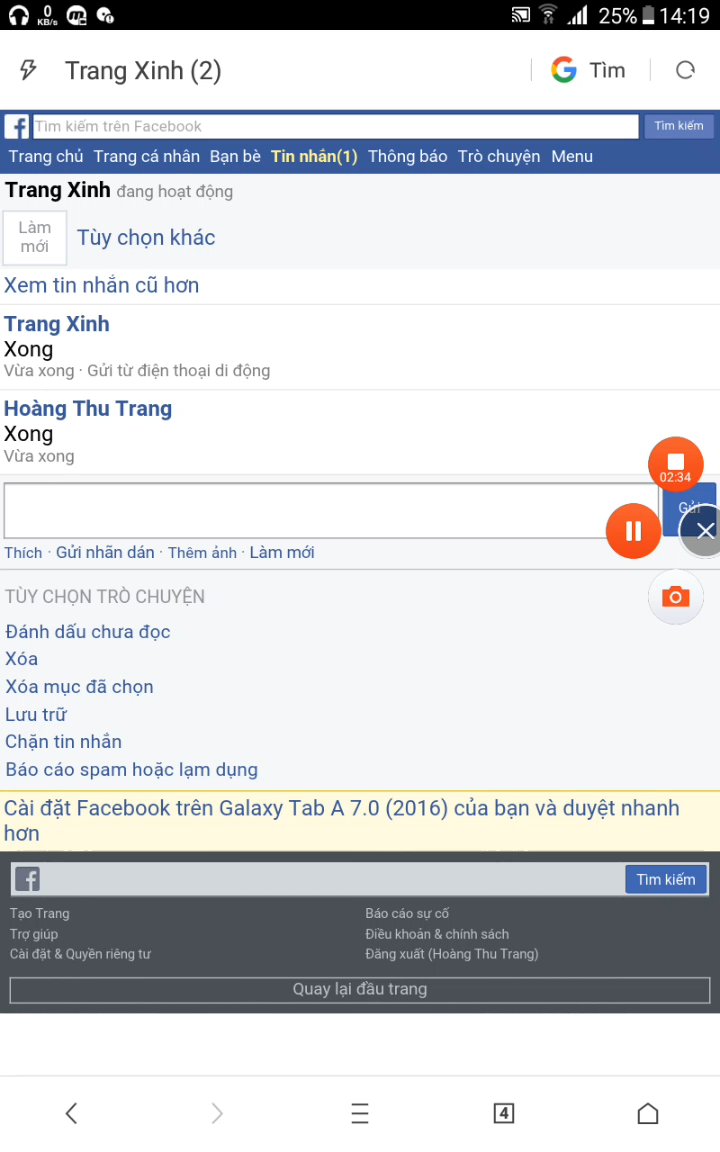 0 KB/s 25% 14:19
Trang Xinh (2) Tìm
Tìm kiếm trên Facebook Tìm kiếm
Trang chủ Trang cá nhân Bạn bè Tin nhắn(1) Thông báo Trò chuyện Menu
Trang Xinh đang hoạt động
Làm mới
Tùy chọn khác
Xem tin nhắn cũ hơn
Trang Xinh
Xong
Vừa xong · Gửi từ điện thoại di động
Hoàng Thu Trang
Xong
Vừa xong
02:34
Gửi
Thích · Gửi nhãn dán · Thêm ảnh · Làm mới
TÙY CHỌN TRÒ CHUYỆN
Đánh dấu chưa đọc
Xóa
Xóa mục đã chọn
Lưu trữ
Chặn tin nhắn
Báo cáo spam hoặc lạm dụng
Cài đặt Facebook trên Galaxy Tab A 7.0 (2016) của bạn và duyệt nhanh
hơn
Tìm kiếm
Tạo Trang Báo cáo sự cố
Trợ giúp Điều khoản & chính sách
Cài đặt & Quyền riêng tư Đăng xuất (Hoàng Thu Trang)
Quay lại đầu trang
4